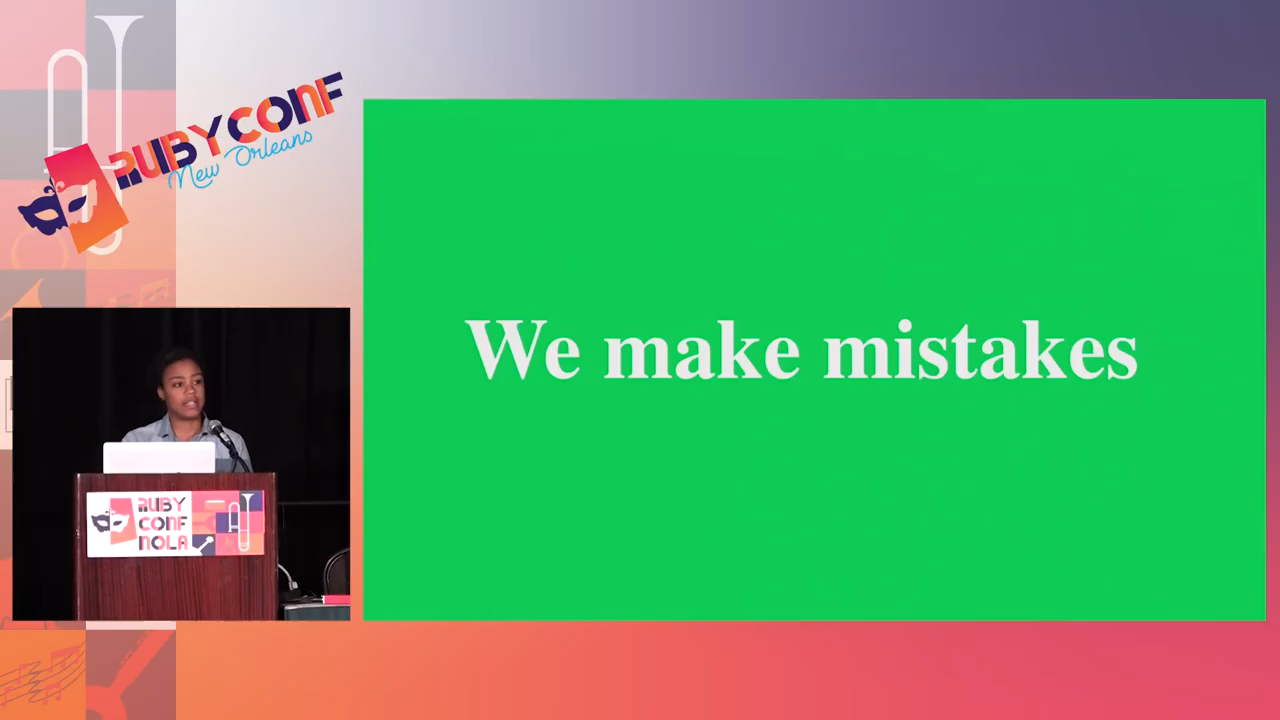 RUBYCONF
New Orleans
We make mistakes
RUBY
CONF
NOLA